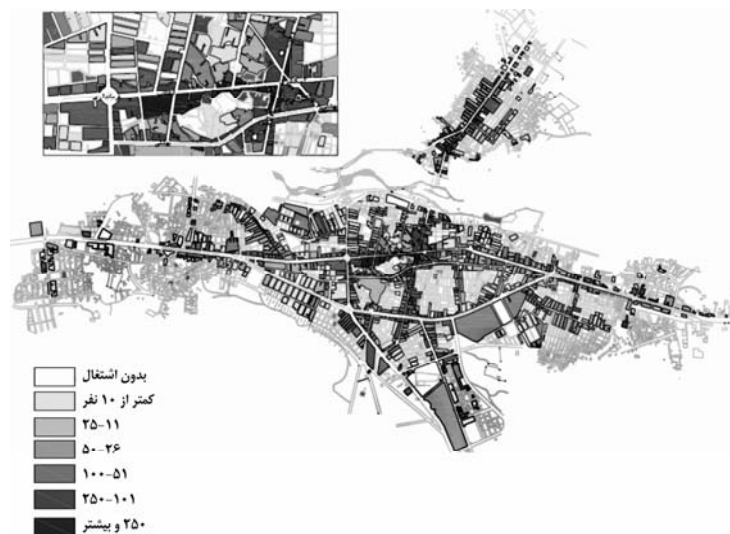 بدون اشتغال
کمتر از ۱۰ نفر
۲۵-۱۱
۵۰-۲۶
۱۰۰-۵۱
۲۵۰-۱۰۱
۲۵۰ و بیشتر